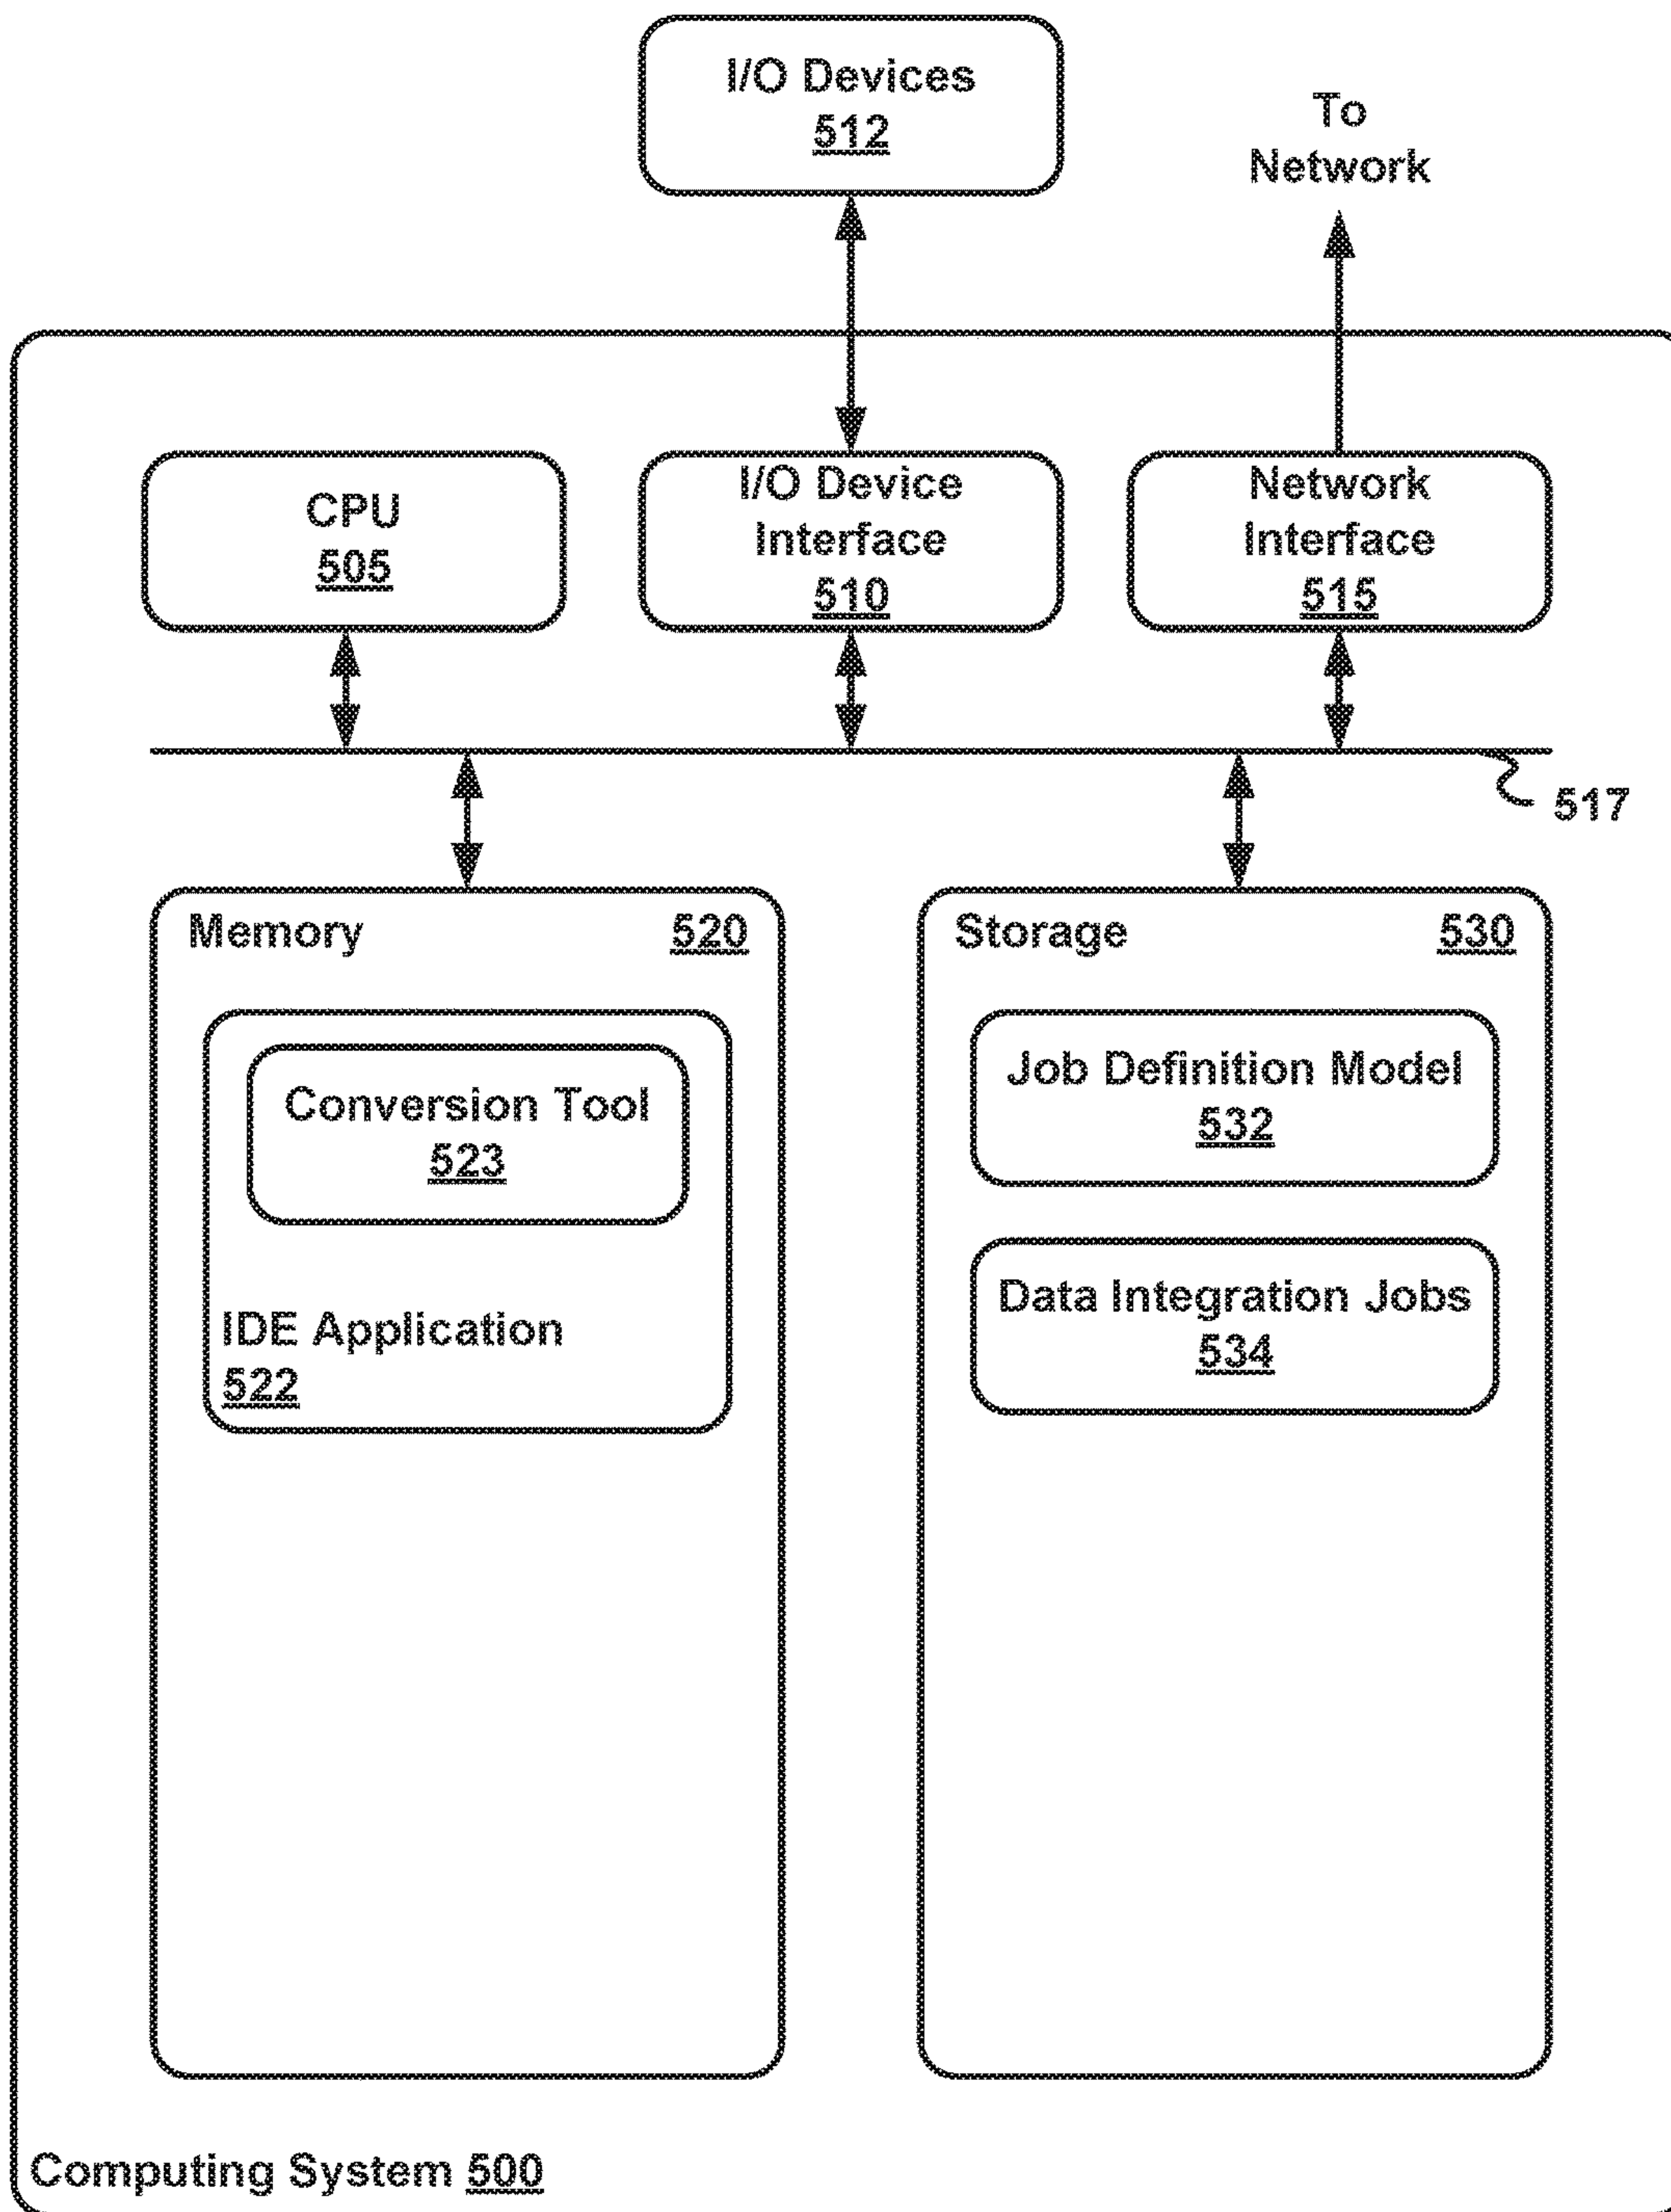 I/O Devices
512
To
Network
CPU
505
I/O Device
Interface
510
Network
Interface
515
517
Memory 520
Conversion Tool
523
IDE Application
522
Storage 530
Job Definition Model
532
Data Integration Jobs
534
Computing System 500